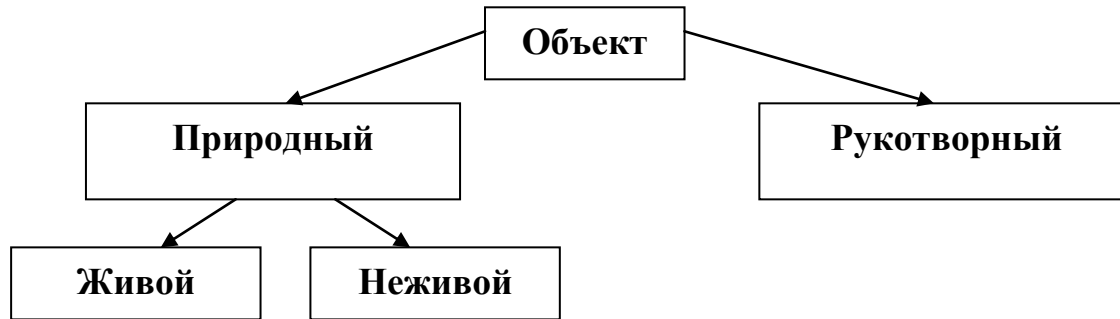 Объект
Природный
Рукотворный
Живой
Неживой